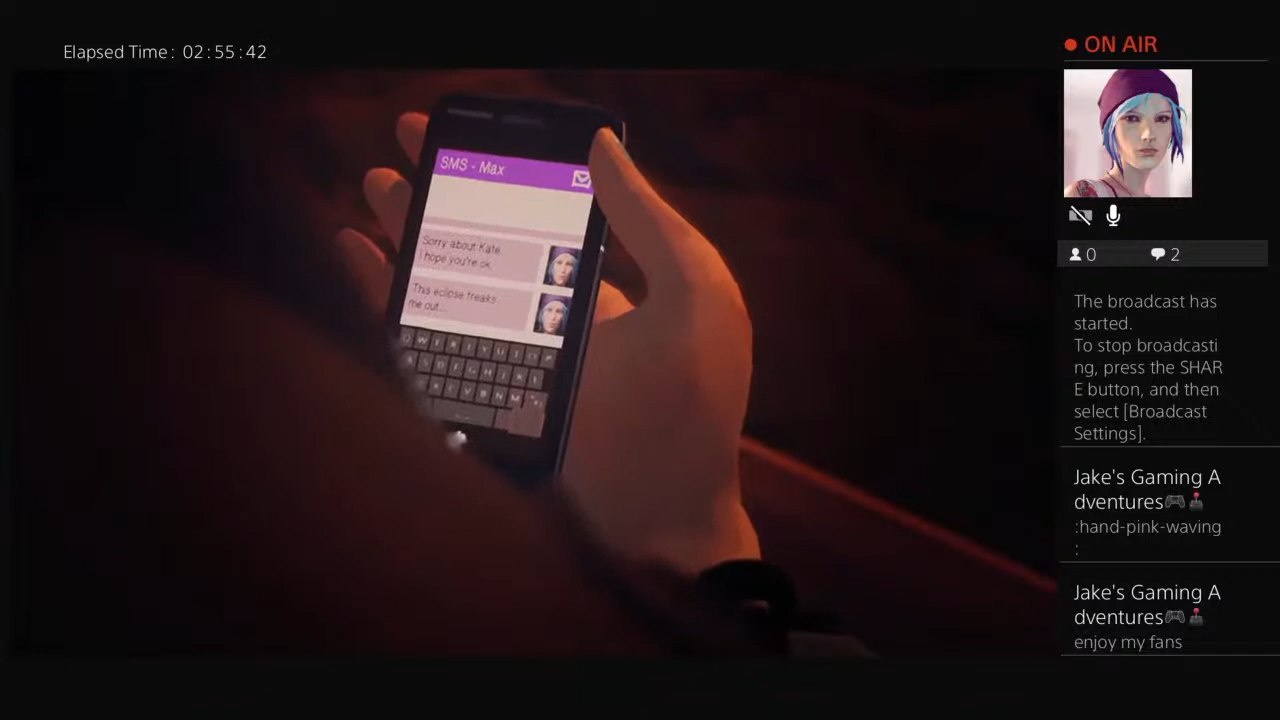 Elapsed Time: 02:55:42
ON AIR
SMS - Max
Sorry about Kate.
I hope you're ok.
This eclipse freaks
me out...
0
2
The broadcast has
started.
To stop broadcasti
ng, press the SHAR
E button, and then
select [Broadcast
Settings].
Jake's Gaming A
dventures🎮🕹️
:hand-pink-waving
:
Jake's Gaming A
dventures🎮🕹️
enjoy my fans